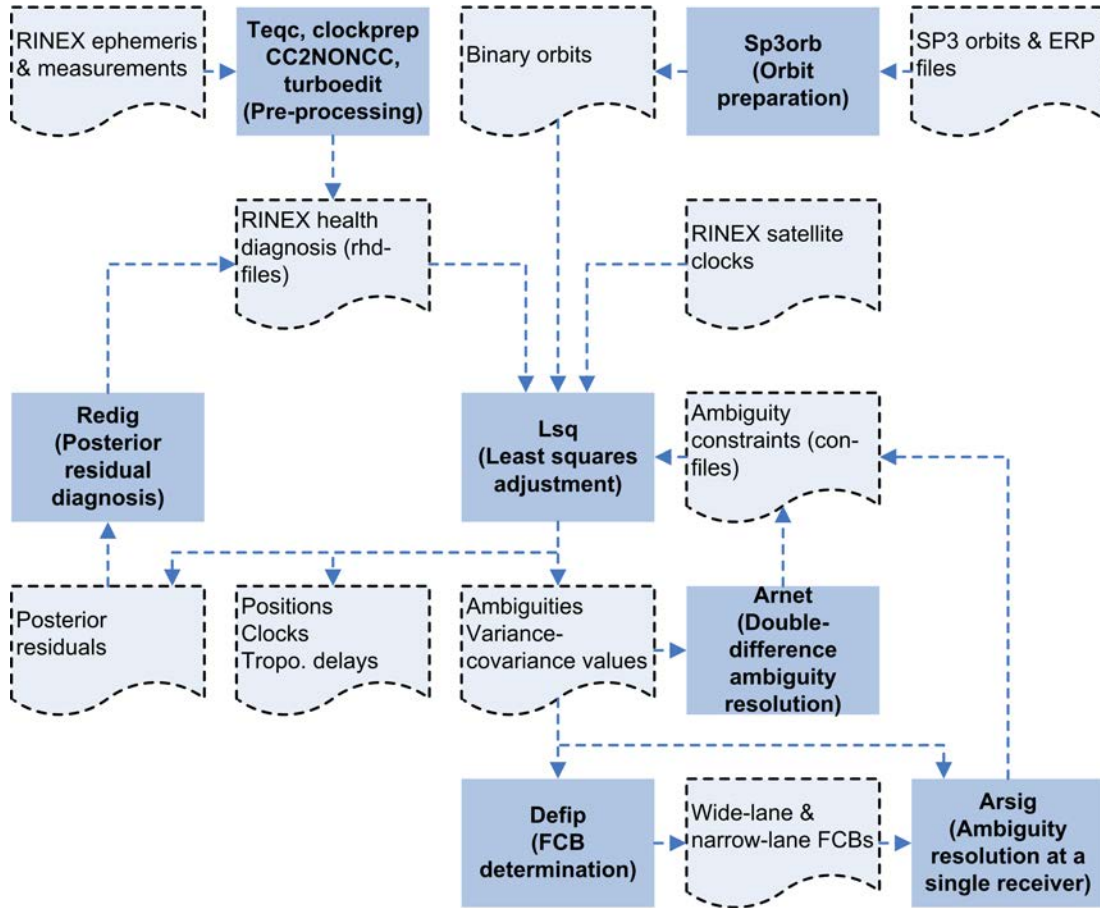 RINEX ephemeris
& measurements
Teqc, clockprep
CC2NONCC,
turboedit
(Pre-processing)
Binary orbits
Sp3orb
(Orbit
preparation)
SP3 orbits & ERP
files
RINEX health
diagnosis (rhd-
files)
RINEX satellite
clocks
Redig
(Posterior
residual
diagnosis)
Lsq
(Least squares
adjustment)
Ambiguity
constraints (con-
files)
Posterior
residuals
Positions
Clocks
Tropo. delays
Ambiguities
Variance-
covariance values
Arnet
(Double-
difference
ambiguity
resolution)
Defip
(FCB
determination)
Wide-lane &
narrow-lane FCBs
Arsig
(Ambiguity
resolution at a
single receiver)